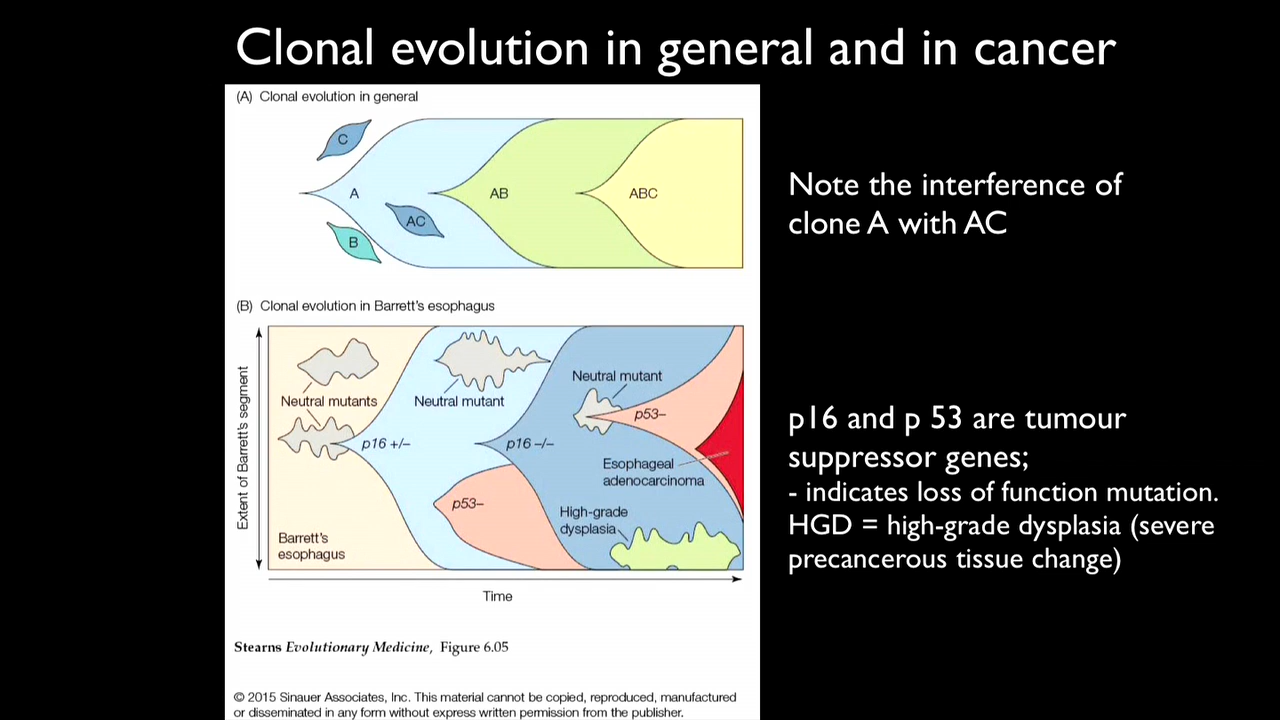 Clonal evolution in general and in cancer
(A) Clonal evolution in general
C
A
AB
ABC
AC
B
Note the interference of
clone A with AC
(B) Clonal evolution in Barrett's esophagus
Extent of Barrett's segment
Neutral mutants
Neutral mutant
Neutral mutant
p53–
p16 +/–
p16 –/–
Esophageal
adenocarcinoma
p53–
High-grade
dysplasia
Barrett's
esophagus
Time
p16 and p 53 are tumour
suppressor genes;
- indicates loss of function mutation.
HGD = high-grade dysplasia (severe
precancerous tissue change)
Stearns Evolutionary Medicine, Figure 6.05
© 2015 Sinauer Associates, Inc. This material cannot be copied, reproduced, manufactured
or disseminated in any form without express written permission from the publisher.